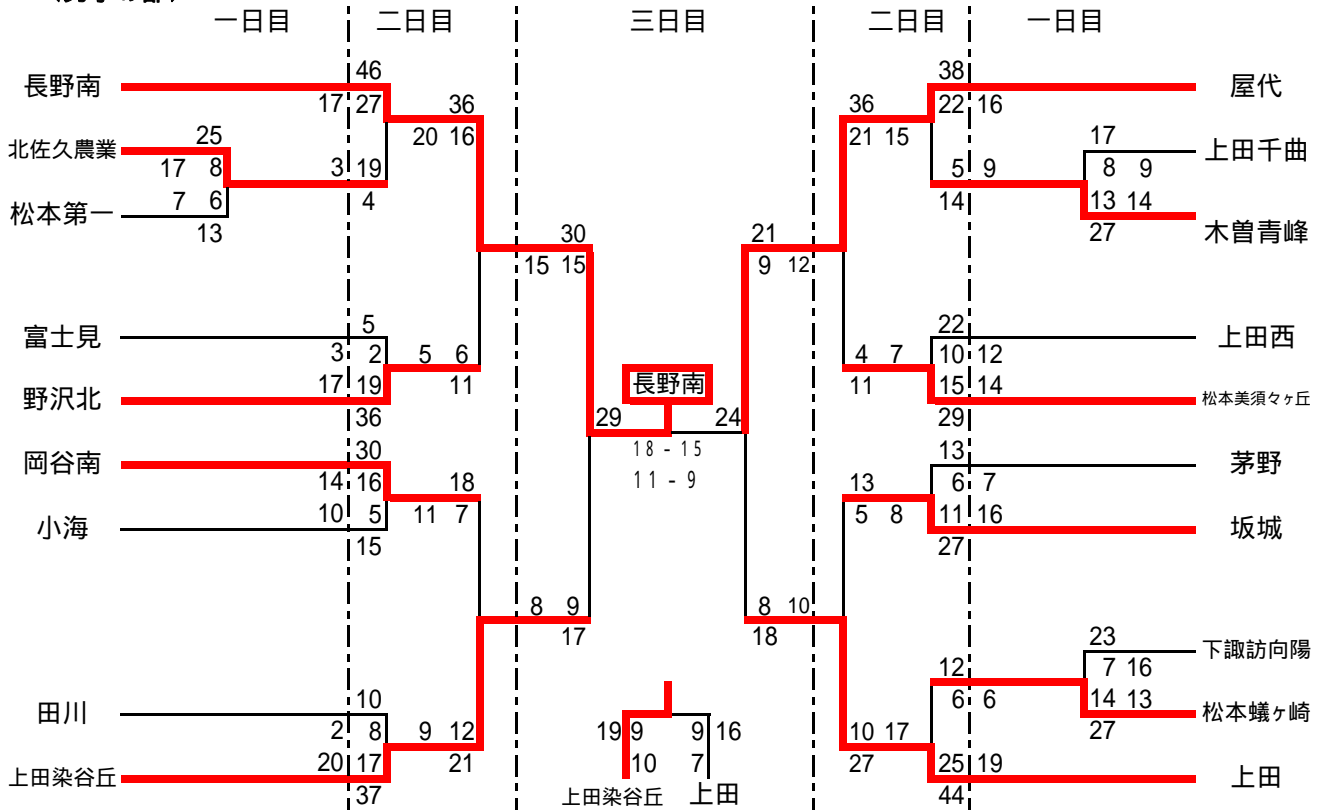 一日目 二日目 三日目 二日目 一日目
46 38
長野南 屋代
17 27 36 36 22 16
25 20 16 21 15 17
北佐久農業 上田千曲
17 8 3 19 5 9 8 9
7 6 4 14 13 14
松本第一 木曽青峰
13 27
30 21
15 15 9 12
5 22
富士見 上田西
3 2 5 6 4 7 10 12
17 19 11 長野南 11 15 14
野沢北 松本美須々ヶ丘
36 29 24 29
30 18 - 15 13
岡谷南 茅野
14 16 18 11 - 9 13 6 7
10 5 11 7 5 8 11 16
小海 坂城
15 27
8 9 8 10
17 18 23
下諏訪向陽
12 7 16
10 6 6 14 13
田川 松本蟻ヶ崎
2 8 9 12 19 9 9 16 10 17 27
20 17 21 10 7 27 25 19
上田染谷丘 上田
37 上田染谷丘 上田 44